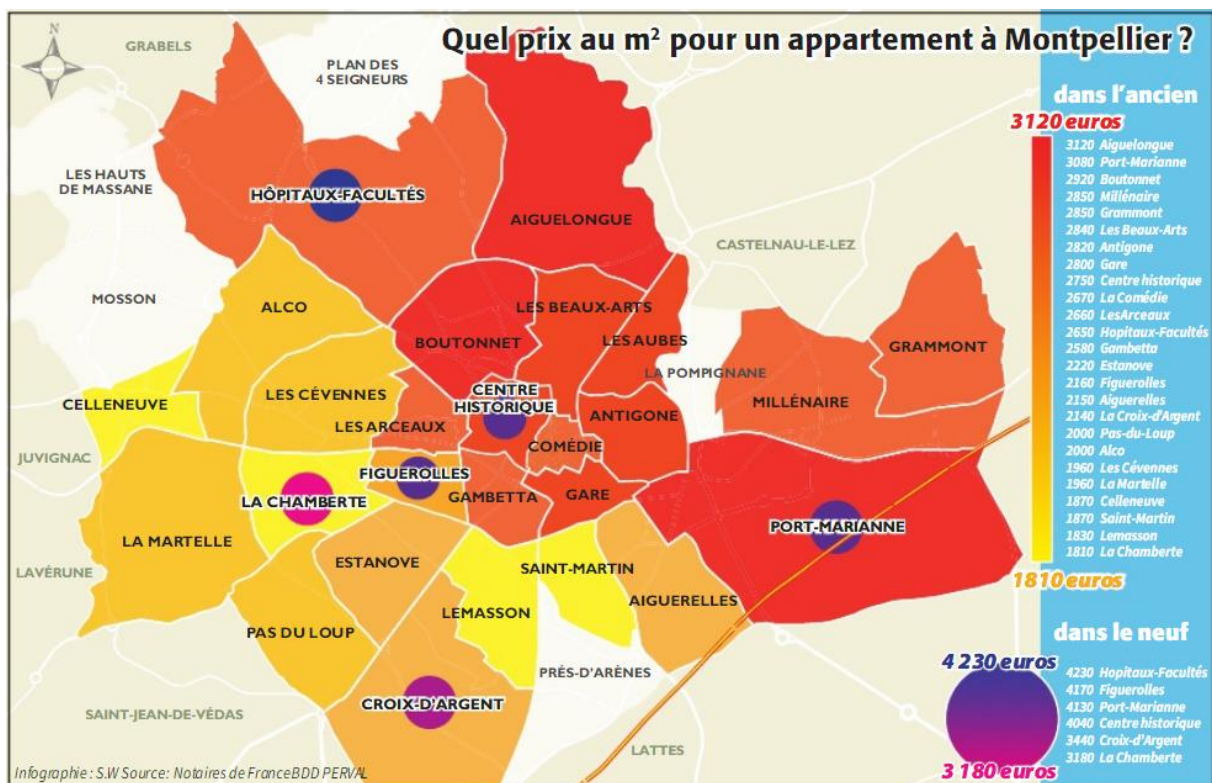 Quel prix au m² pour un appartement à Montpellier ?
N
GRABELS
PLAN DES
4 SEIGNEURS
LES HAUTS
DE MASSANE
HÔPITAUX-FACULTÉS
AIGUELONGUE
CASTELNAU-LE-LEZ
MOSSON
ALCO
LES BEAUX-ARTS
BOUTONNET
LES AUBES
GRAMMONT
LA POMPIGNANE
CELLENEUVE
LES CÉVENNES
CENTRE
HISTORIQUE
ANTIGONE
MILLÉNAIRE
LES ARCEAUX
COMÉDIE
JUVIGNAC
FIGUEROLLES
LA CHAMBERTE
GAMBETTA
GARE
PORT-MARIANNE
LA MARTELLE
ESTANOVE
SAINT-MARTIN
LAVÉRUNE
LEMASSON
AIGUERELLES
PAS DU LOUP
PRÉS-D'ARÈNES
CROIX-D'ARGENT
SAINT-JEAN-DE-VÉDAS
LATTES
Infographie : S.W Source: Notaires de FranceBDD PERVAL
dans l'ancien
3120 euros
3120 Aiguelongue
3080 Port-Marianne
2920 Boutonnet
2850 Millénaire
2850 Grammont
2840 Les Beaux-Arts
2820 Antigone
2800 Gare
2750 Centre historique
2670 La Comédie
2660 LesArceaux
2650 Hopitaux-Facultés
2580 Gambetta
2220 Estanove
2160 Figuerolles
2150 Aiguerelles
2140 La Croix-d'Argent
2000 Pas-du-Loup
2000 Alco
1960 Les Cévennes
1960 La Martelle
1870 Celleneuve
1870 Saint-Martin
1830 Lemasson
1810 La Chamberte
1810 euros
dans le neuf
4 230 euros
4230 Hopitaux-Facultés
4170 Figuerolles
4130 Port-Marianne
4040 Centre historique
3440 Croix-d'Argent
3180 La Chamberte
3 180 euros